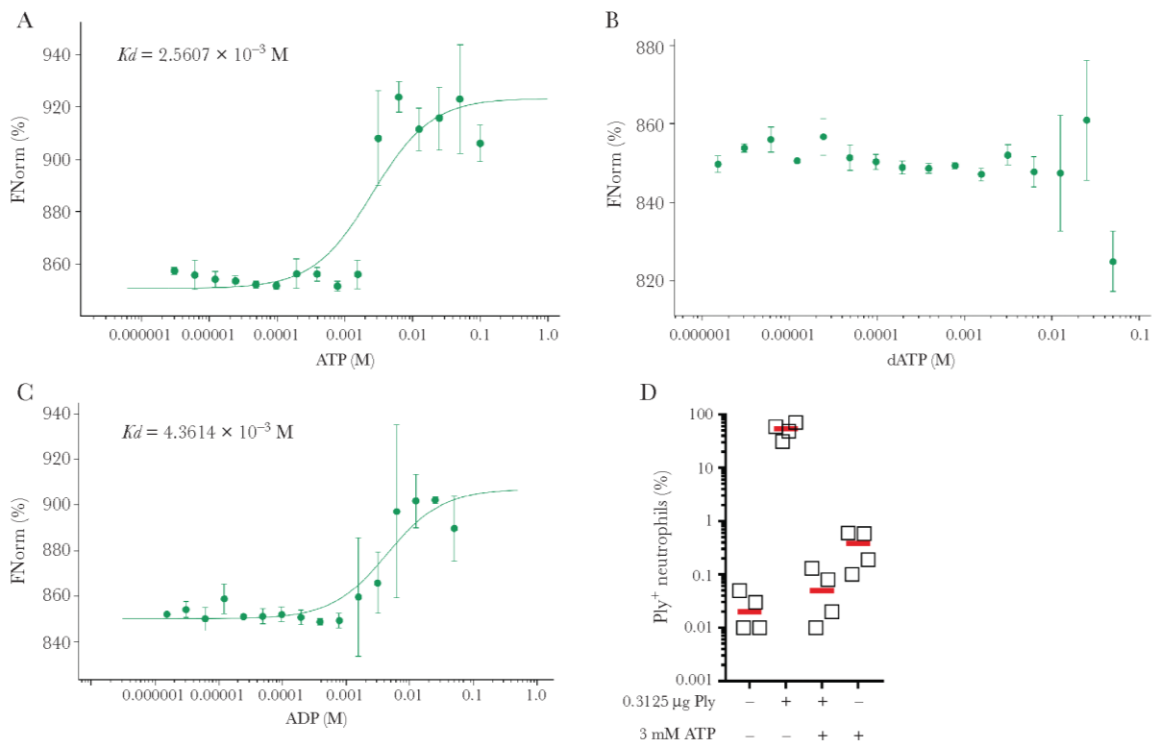 A
Kd = 2.5607 × 10⁻³ M
FNorm (%)
940
920
900
880
860
0.000001 0.00001 0.0001 0.001 0.01 0.1 1.0
ATP (M)
B
FNorm (%)
880
860
840
820
0.000001 0.00001 0.0001 0.001 0.01 0.1
dATP (M)
C
Kd = 4.3614 × 10⁻³ M
FNorm (%)
940
920
900
880
860
840
0.000001 0.00001 0.0001 0.001 0.01 0.1 1.0
ADP (M)
D
Ply⁺ neutrophils (%)
100
10
1
0.1
0.01
0.001
0.3125 µg Ply – + + –
3 mM ATP – – + +